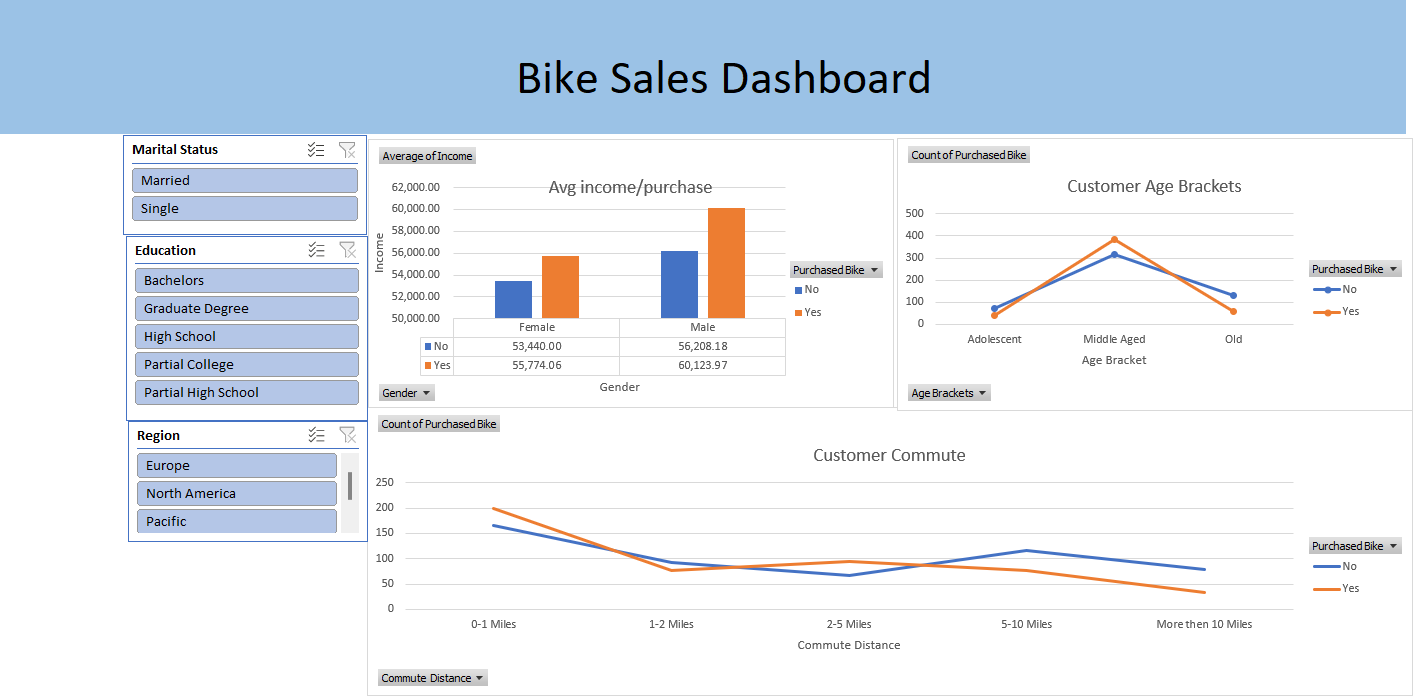 Bike Sales Dashboard
Marital Status
Married
Single
Education
Bachelors
Graduate Degree
High School
Partial College
Partial High School
Region
Europe
North America
Pacific
Average of Income
Avg income/purchase
62,000.00
60,000.00
58,000.00
56,000.00
54,000.00
52,000.00
50,000.00
Income
Female Male
No 53,440.00 56,208.18
Yes 55,774.06 60,123.97
Gender
Purchased Bike
No
Yes
Gender
Count of Purchased Bike
Customer Age Brackets
500
400
300
200
100
0
Adolescent Middle Aged Old
Age Bracket
Purchased Bike
No
Yes
Age Brackets
Count of Purchased Bike
Customer Commute
250
200
150
100
50
0
0-1 Miles 1-2 Miles 2-5 Miles 5-10 Miles More then 10 Miles
Commute Distance
Purchased Bike
No
Yes
Commute Distance